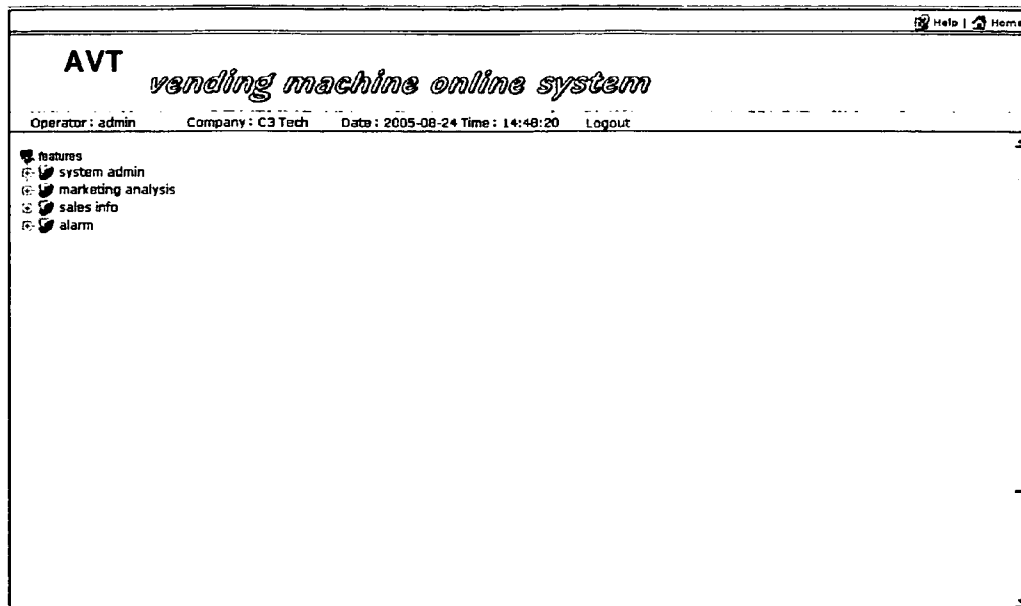 Help | Home
AVT
vending machine online system
Operator : admin Company : C3 Tech Date : 2005-08-24 Time : 14:48:20 Logout
features
system admin
marketing analysis
sales info
alarm